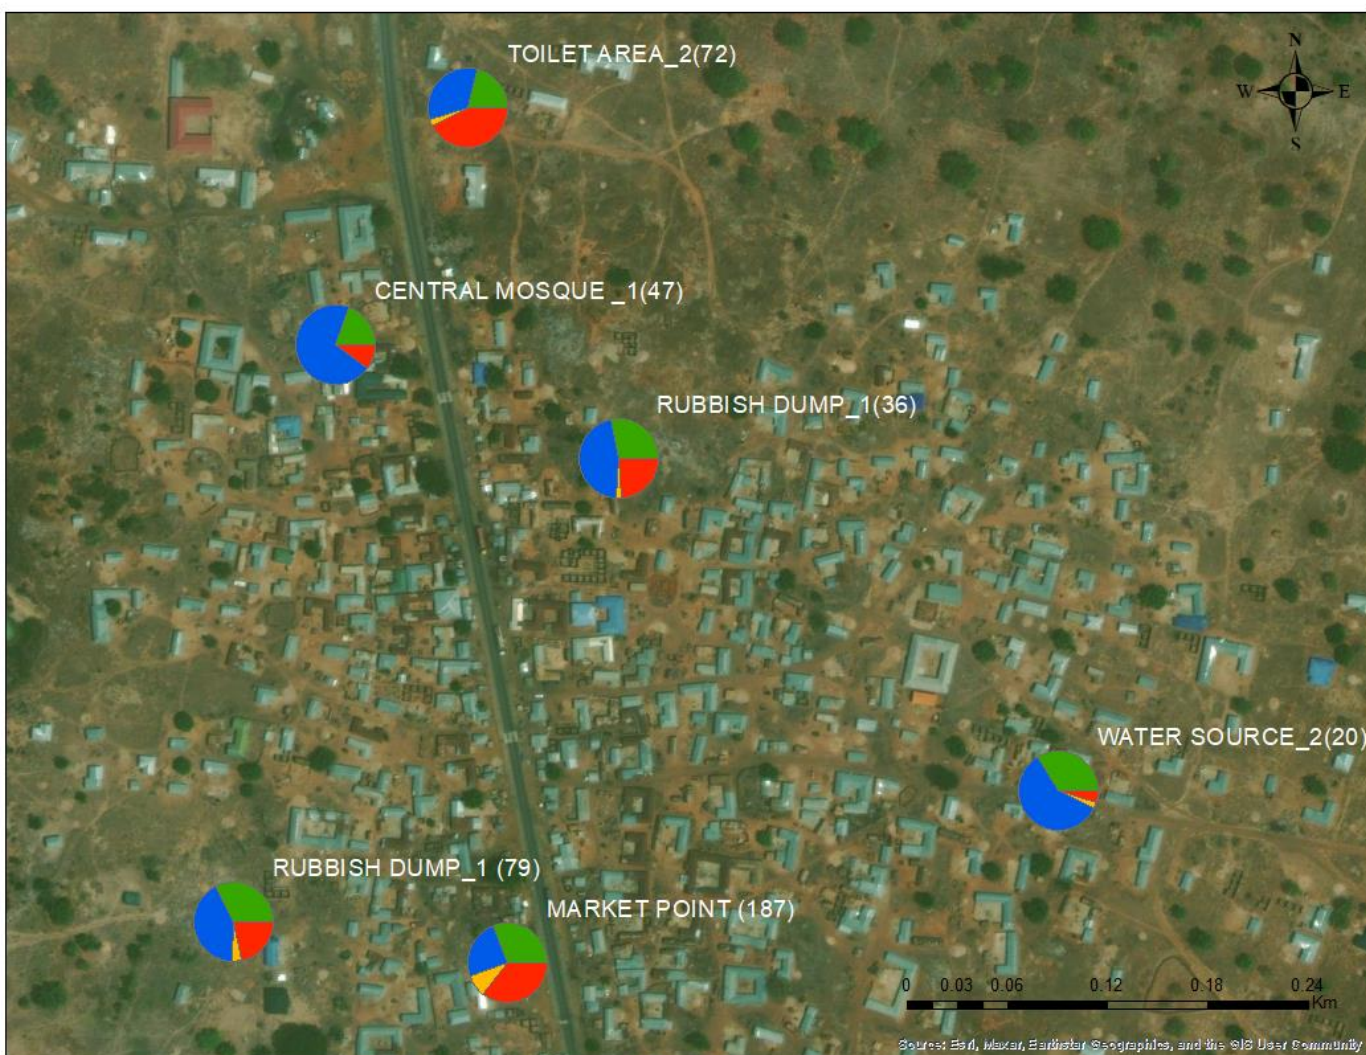 TOILET AREA_2(72)
N
W E
S
CENTRAL MOSQUE _1(47)
RUBBISH DUMP_1(36)
WATER SOURCE_2(20)
RUBBISH DUMP_1 (79)
MARKET POINT (187)
0 0.03 0.06 0.12 0.18 0.24
Km
Source: Esri, Maxar, Earthstar Geographics, and the GIS User Community